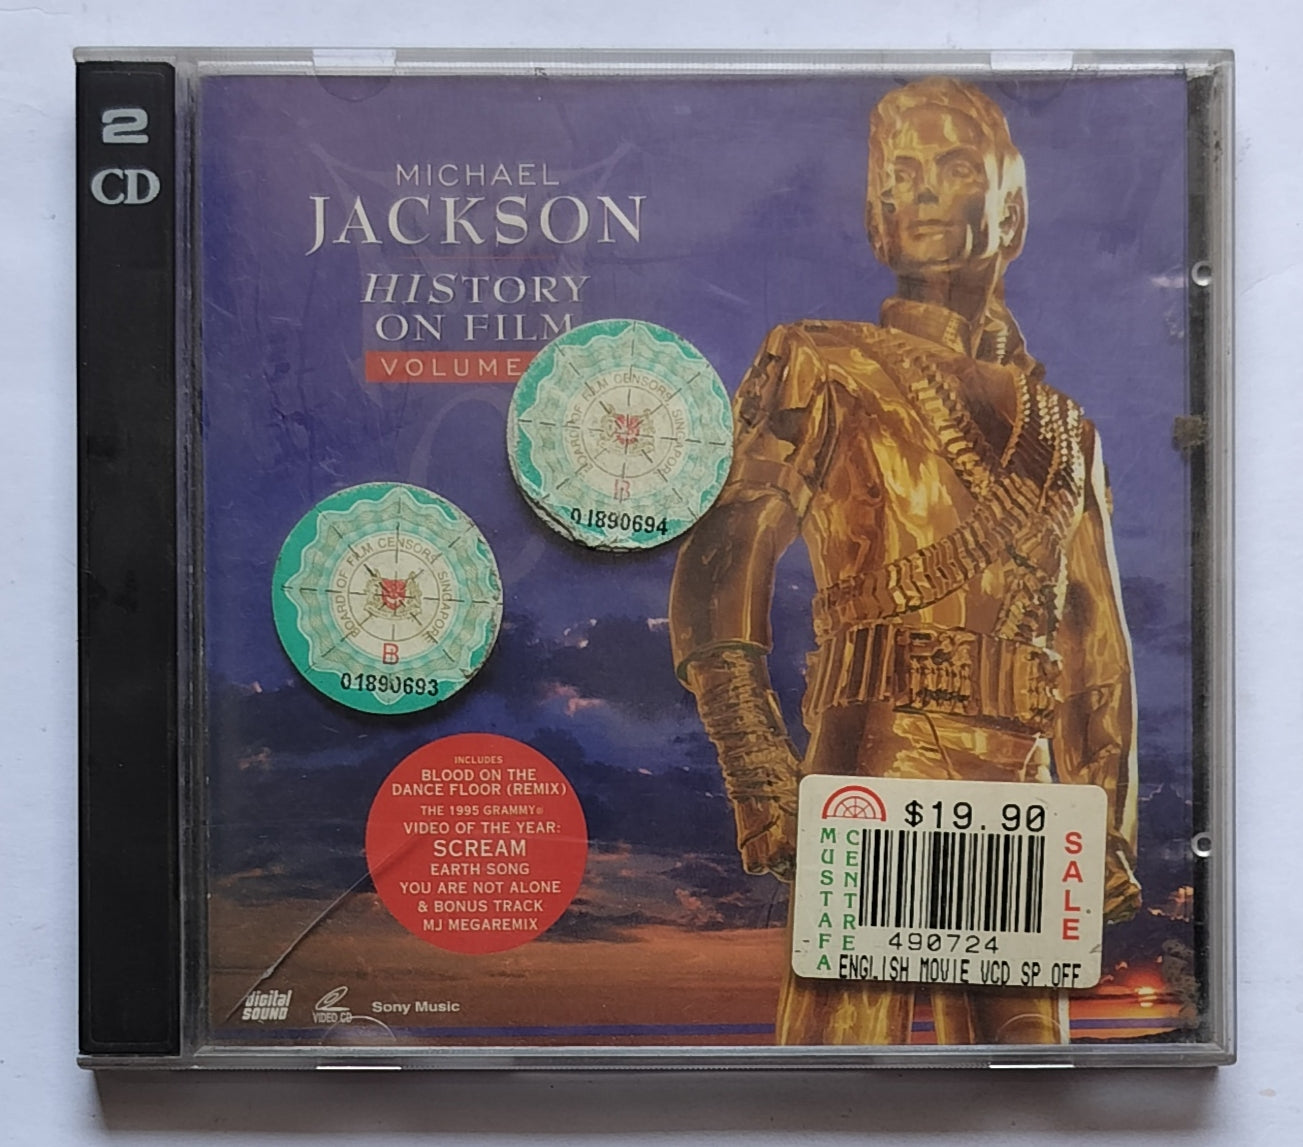 2
CD
MICHAEL
JACKSON
HISTORY
ON FILM
VOLUME
BOARD OF FILM CENSORS SINGAPORE
B
01890694
BOARD OF FILM CENSORS SINGAPORE
B
01890693
INCLUDES
BLOOD ON THE
DANCE FLOOR (REMIX)
THE 1995 GRAMMY®
VIDEO OF THE YEAR:
SCREAM
EARTH SONG
YOU ARE NOT ALONE
& BONUS TRACK
MJ MEGAREMIX
$19.90
MUSTAFA
CENTRE
SALE
490724
ENGLISH MOVIE VCD SP.OFF
digital
SOUND
VIDEO CD
Sony Music